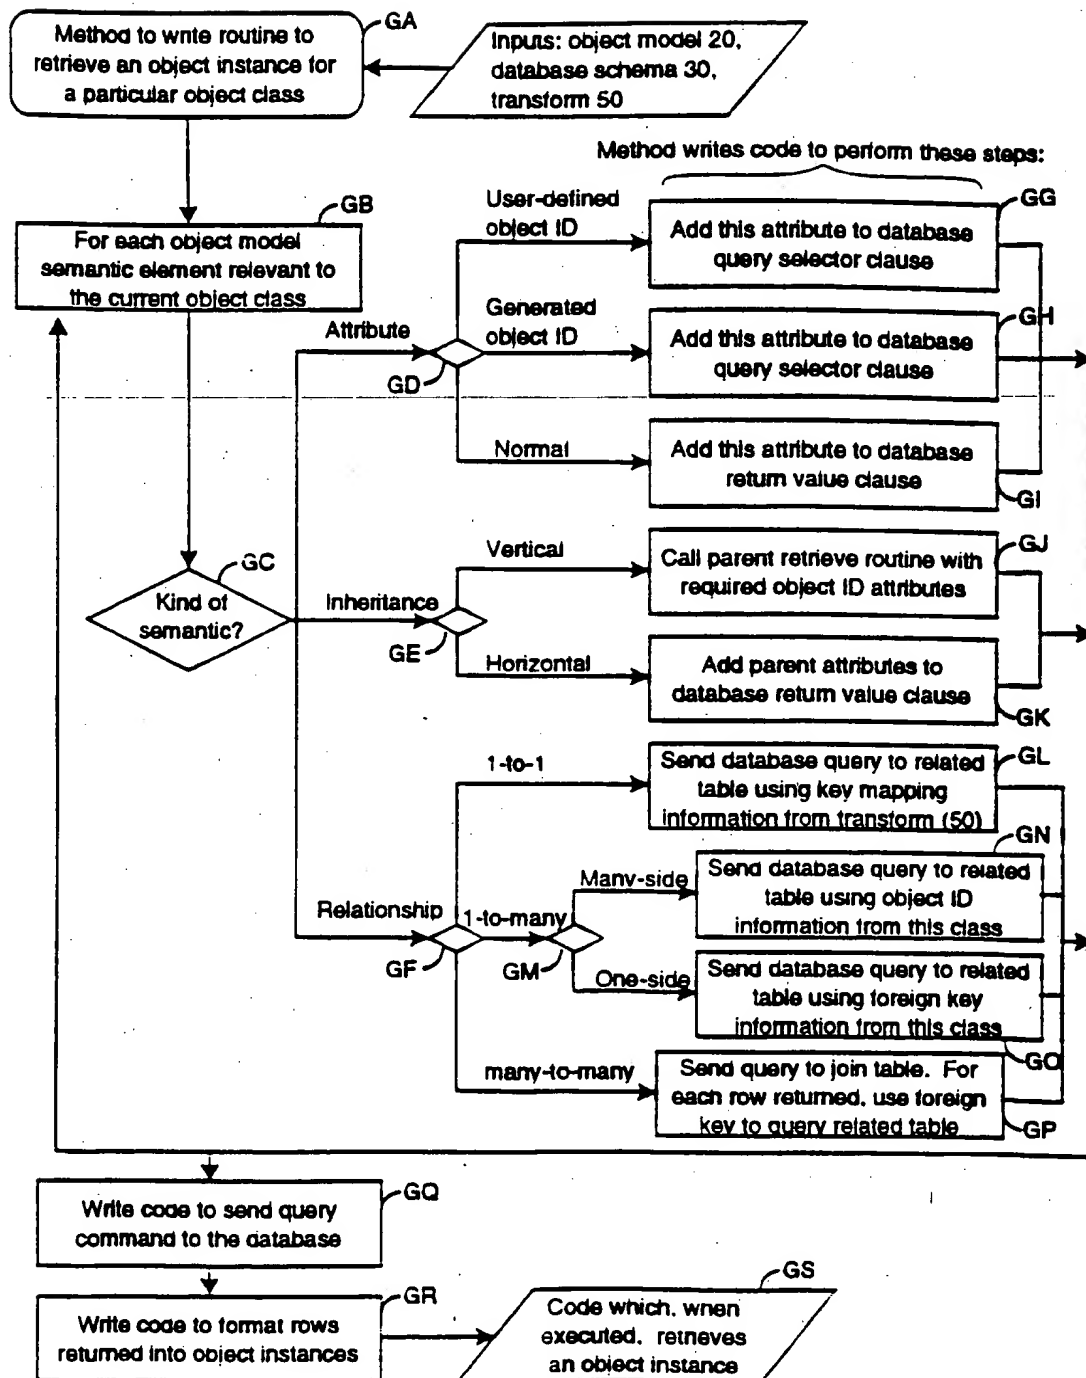 Method to write routine to
retrieve an object instance for
a particular object class
GA
Inputs: object model 20,
database schema 30,
transform 50
Method writes code to perform these steps:
GB
For each object model
semantic element relevant to
the current object class
User-defined
object ID
GG
Add this attribute to database
query selector clause
Attribute
GD
Generated
object ID
GH
Add this attribute to database
query selector clause
Normal
Add this attribute to database
return value clause
GI
GC
Kind of
semantic?
Inheritance
GE
Vertical
GJ
Call parent retrieve routine with
required object ID attributes
Horizontal
Add parent attributes to
database return value clause
GK
1-to-1
GL
Send database query to related
table using key mapping
information from transform (50)
Relationship
GF
1-to-many
GM
Many-side
GN
Send database query to related
table using object ID
information from this class
One-side
Send database query to related
table using foreign key
information from this class
GO
many-to-many
Send query to join table. For
each row returned, use foreign
key to query related table
GP
GQ
Write code to send query
command to the database
GR
Write code to format rows
returned into object instances
GS
Code which, when
executed, retrieves
an object instance